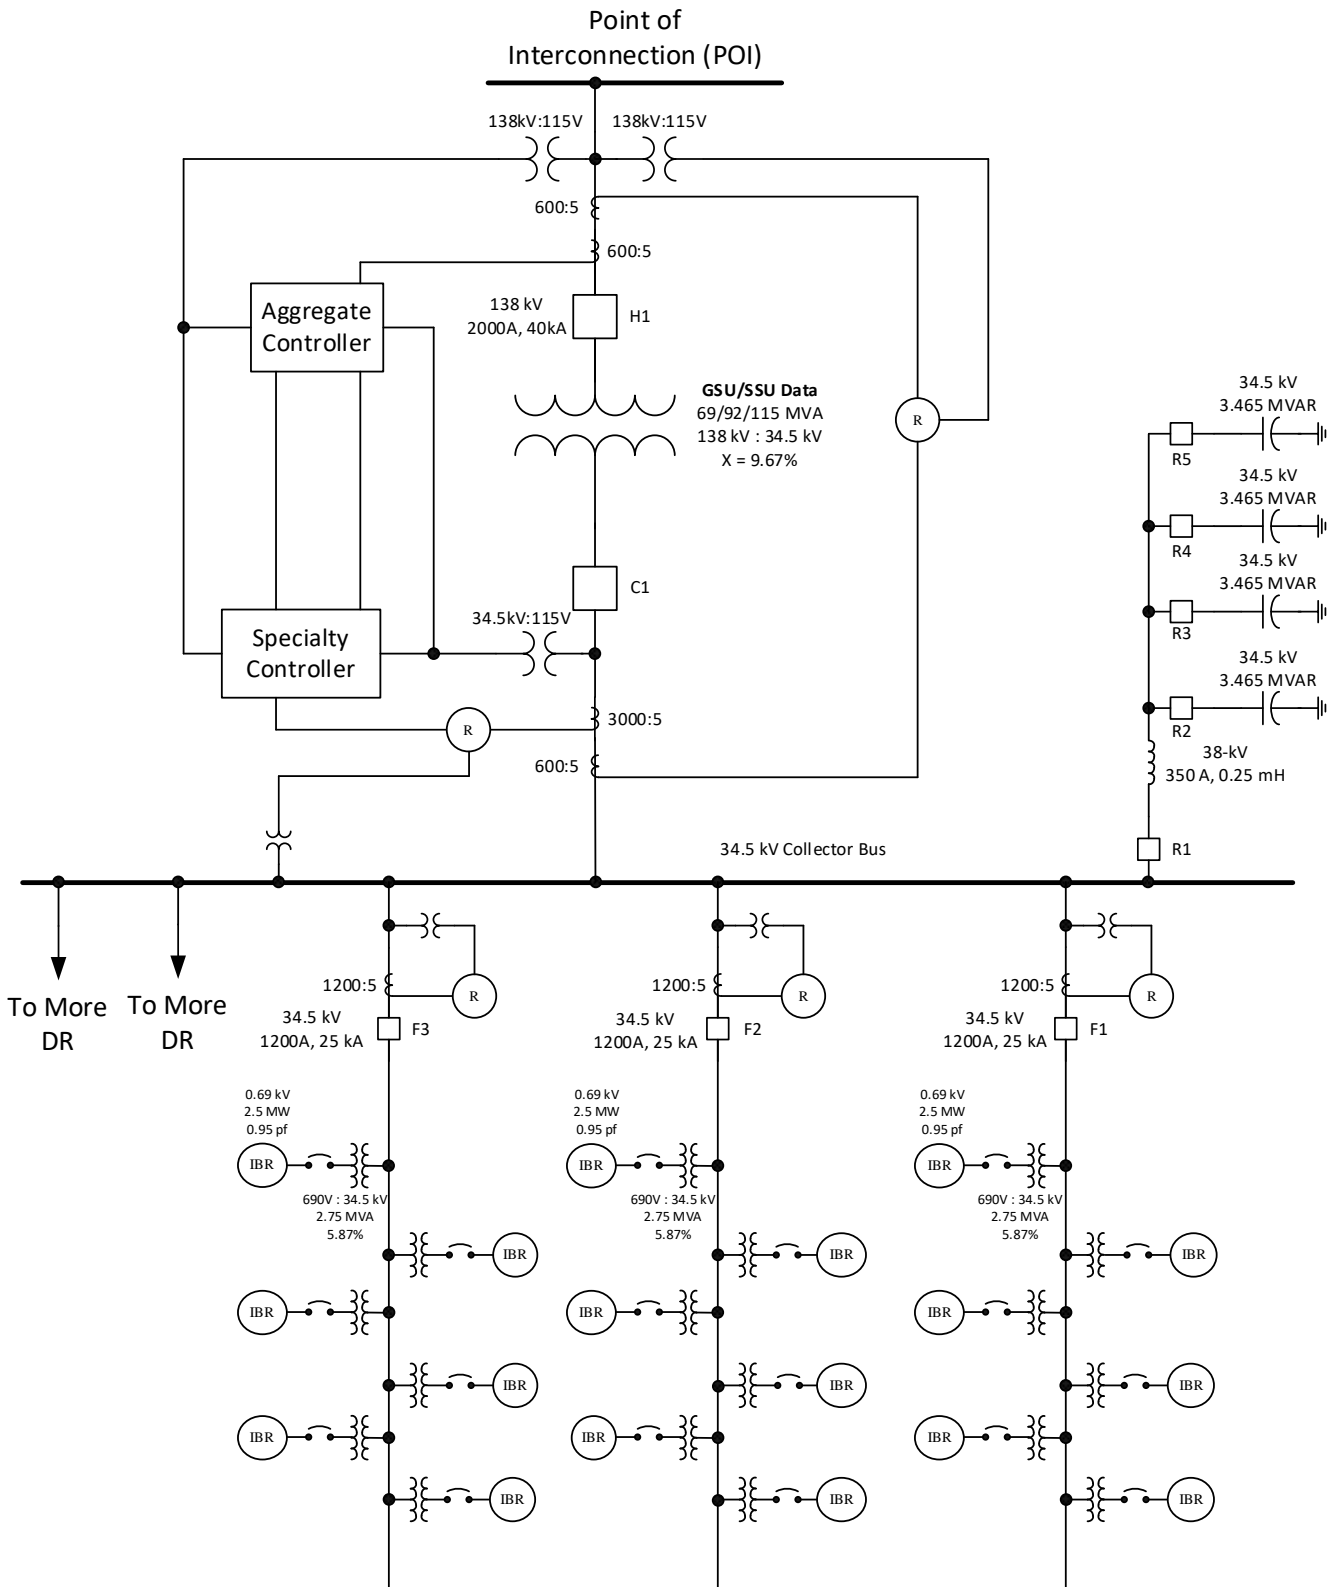 Point of
Interconnection (POI)
138kV:115V
138kV:115V
600:5
600:5
Aggregate
Controller
138 kV
2000A, 40kA
H1
GSU/SSU Data
69/92/115 MVA
138 kV : 34.5 kV
X = 9.67%
R
34.5 kV
3.465 MVAR
R5
34.5 kV
3.465 MVAR
R4
34.5 kV
3.465 MVAR
R3
34.5 kV
3.465 MVAR
R2
38-kV
350 A, 0.25 mH
R1
C1
34.5kV:115V
Specialty
Controller
3000:5
R
600:5
34.5 kV Collector Bus
To More
DR
To More
DR
1200:5
R
34.5 kV
1200A, 25 kA
F3
1200:5
R
34.5 kV
1200A, 25 kA
F2
1200:5
R
34.5 kV
1200A, 25 kA
F1
0.69 kV
2.5 MW
0.95 pf
IBR
690V : 34.5 kV
2.75 MVA
5.87%
IBR
IBR
IBR
IBR
IBR
0.69 kV
2.5 MW
0.95 pf
IBR
690V : 34.5 kV
2.75 MVA
5.87%
IBR
IBR
IBR
IBR
IBR
0.69 kV
2.5 MW
0.95 pf
IBR
690V : 34.5 kV
2.75 MVA
5.87%
IBR
IBR
IBR
IBR
IBR